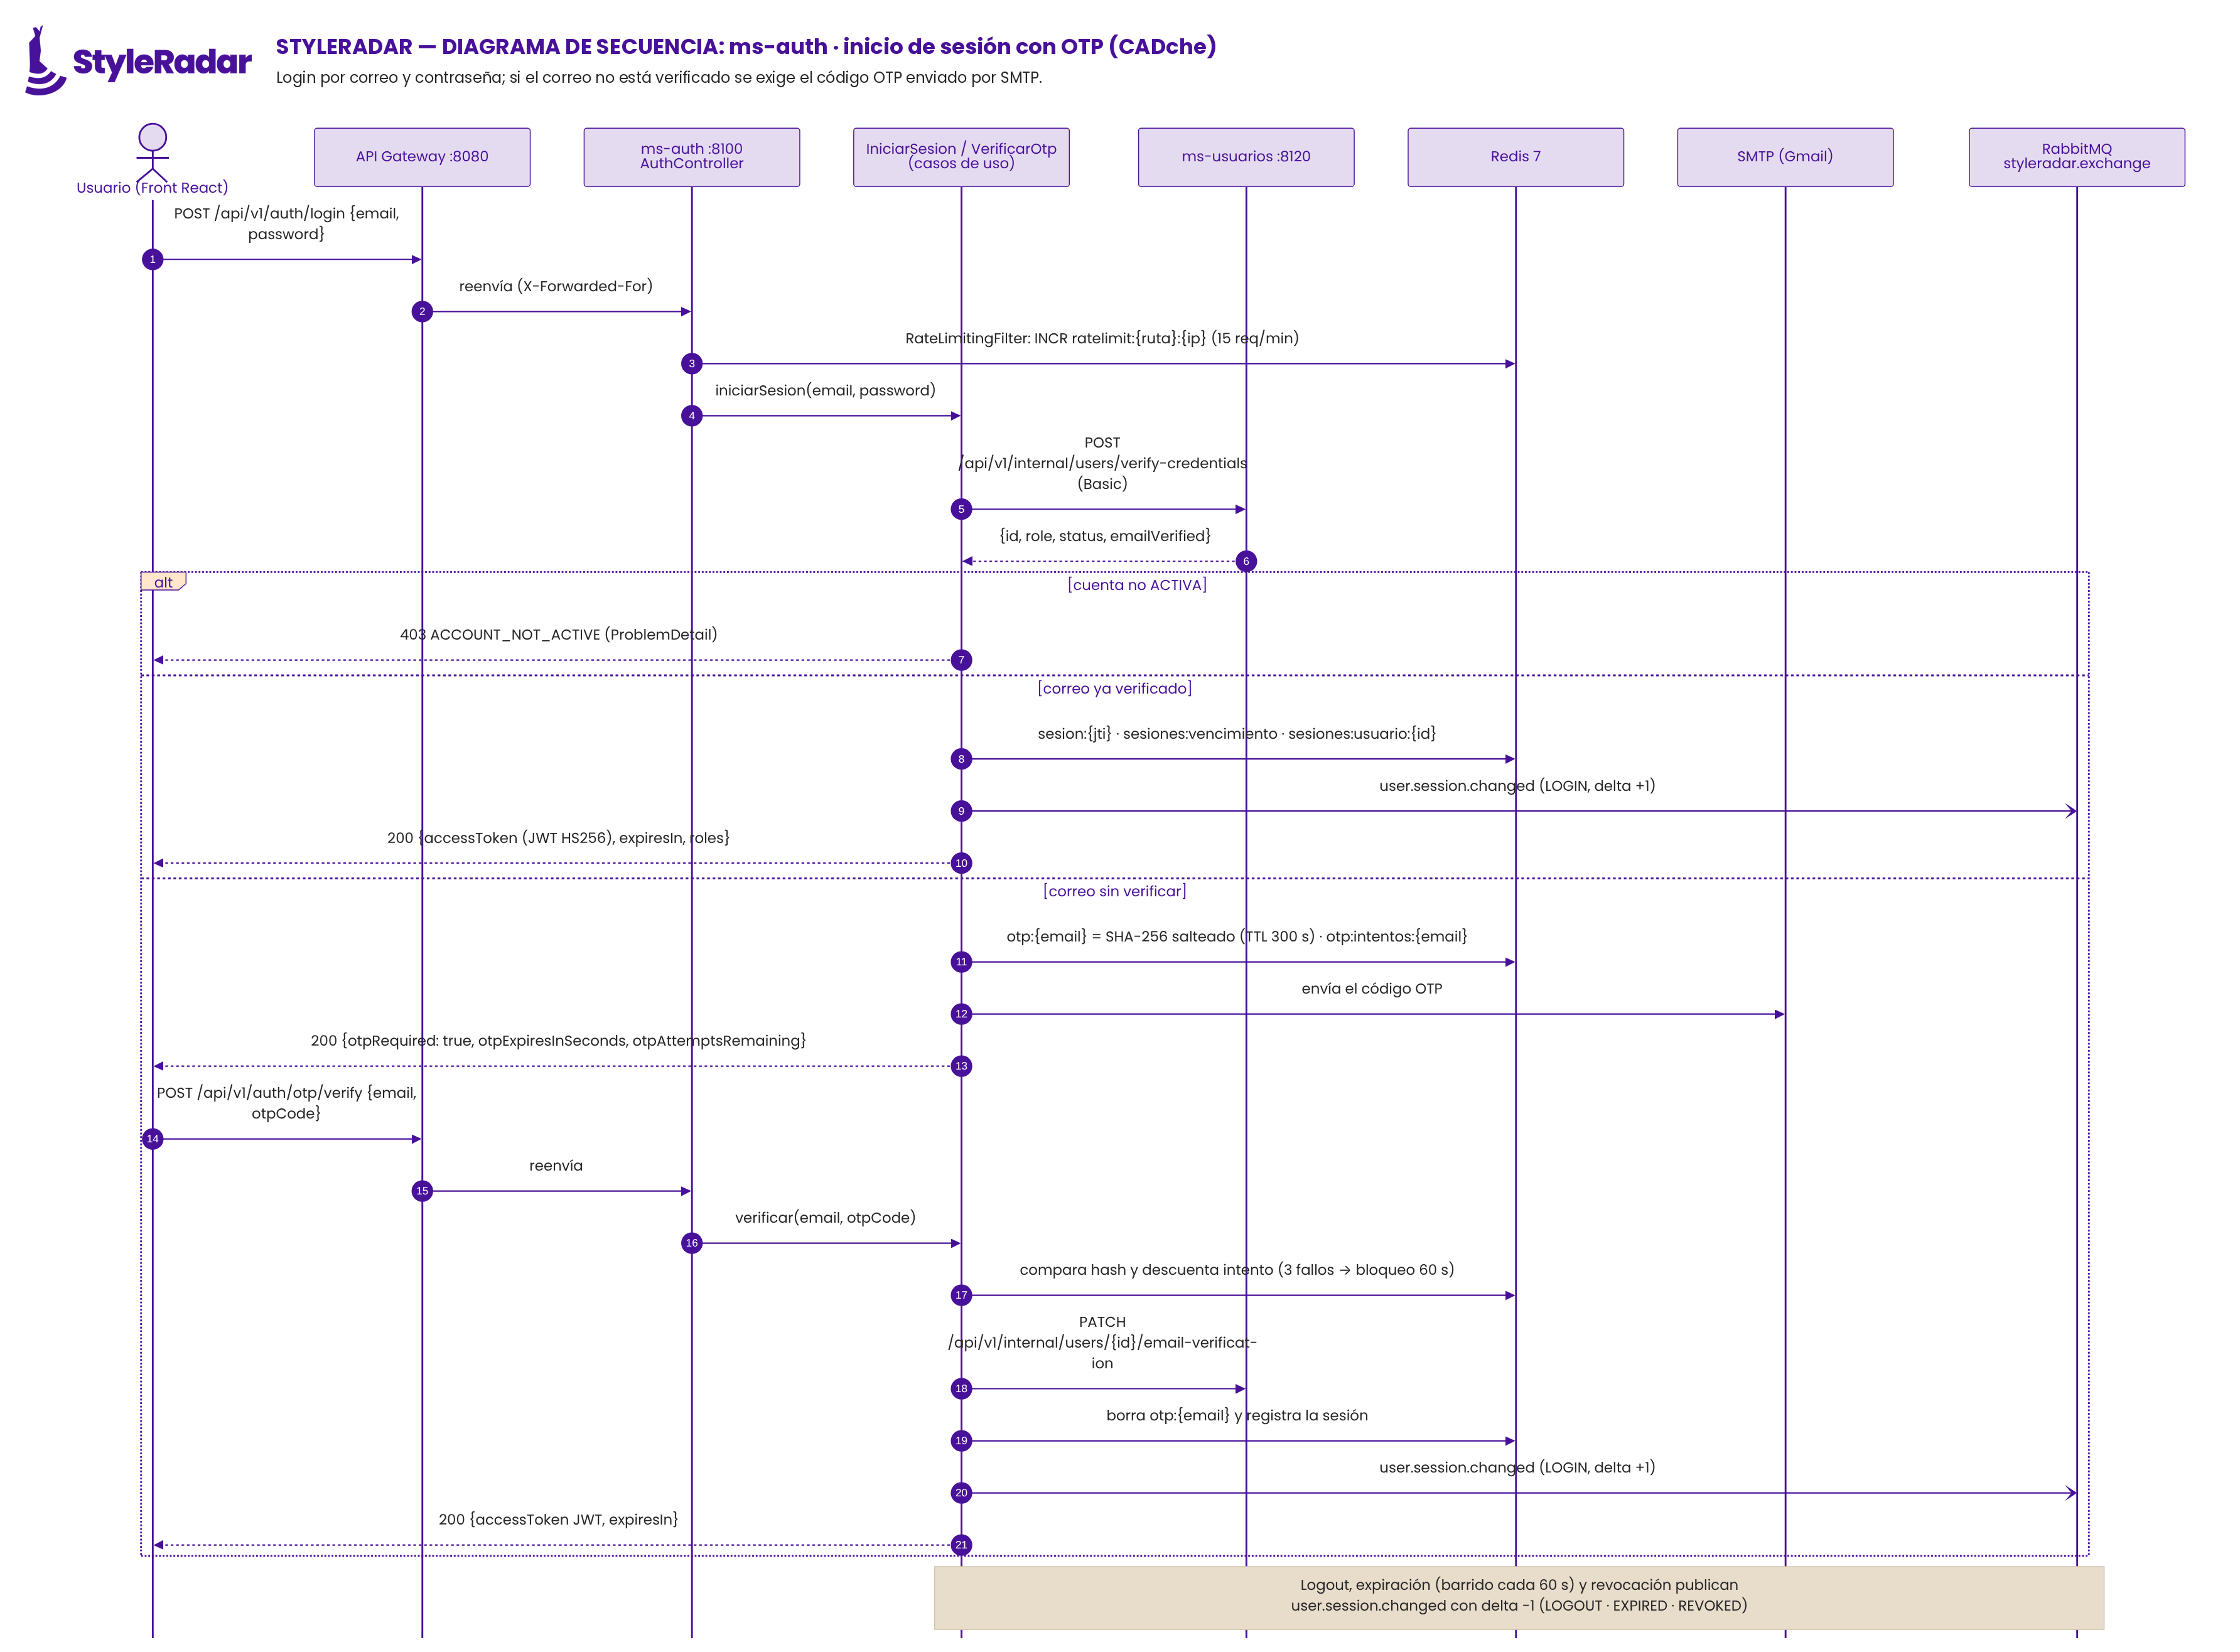 StyleRadar
STYLERADAR — DIAGRAMA DE SECUENCIA: ms-auth · inicio de sesión con OTP (CADche)
Login por correo y contraseña; si el correo no está verificado se exige el código OTP enviado por SMTP.
Usuario (Front React)
API Gateway :8080
ms-auth :8100
AuthController
IniciarSesion / VerificarOtp
(casos de uso)
ms-usuarios :8120
Redis 7
SMTP (Gmail)
RabbitMQ
styleradar.exchange
POST /api/v1/auth/login {email,
password}
1
reenvía (X-Forwarded-For)
2
RateLimitingFilter: INCR ratelimit:{ruta}:{ip} (15 req/min)
3
iniciarSesion(email, password)
4
POST
/api/v1/internal/users/verify-credentials
(Basic)
5
{id, role, status, emailVerified}
6
alt
[cuenta no ACTIVA]
403 ACCOUNT_NOT_ACTIVE (ProblemDetail)
7
[correo ya verificado]
sesion:{jti} · sesiones:vencimiento · sesiones:usuario:{id}
8
user.session.changed (LOGIN, delta +1)
9
200 {accessToken (JWT HS256), expiresIn, roles}
10
[correo sin verificar]
otp:{email} = SHA-256 salteado (TTL 300 s) · otp:intentos:{email}
11
envía el código OTP
12
200 {otpRequired: true, otpExpiresInSeconds, otpAttemptsRemaining}
13
POST /api/v1/auth/otp/verify {email,
otpCode}
14
reenvía
15
verificar(email, otpCode)
16
compara hash y descuenta intento (3 fallos → bloqueo 60 s)
17
PATCH
/api/v1/internal/users/{id}/email-verificat-
ion
18
borra otp:{email} y registra la sesión
19
user.session.changed (LOGIN, delta +1)
20
200 {accessToken JWT, expiresIn}
21
Logout, expiración (barrido cada 60 s) y revocación publican
user.session.changed con delta -1 (LOGOUT · EXPIRED · REVOKED)